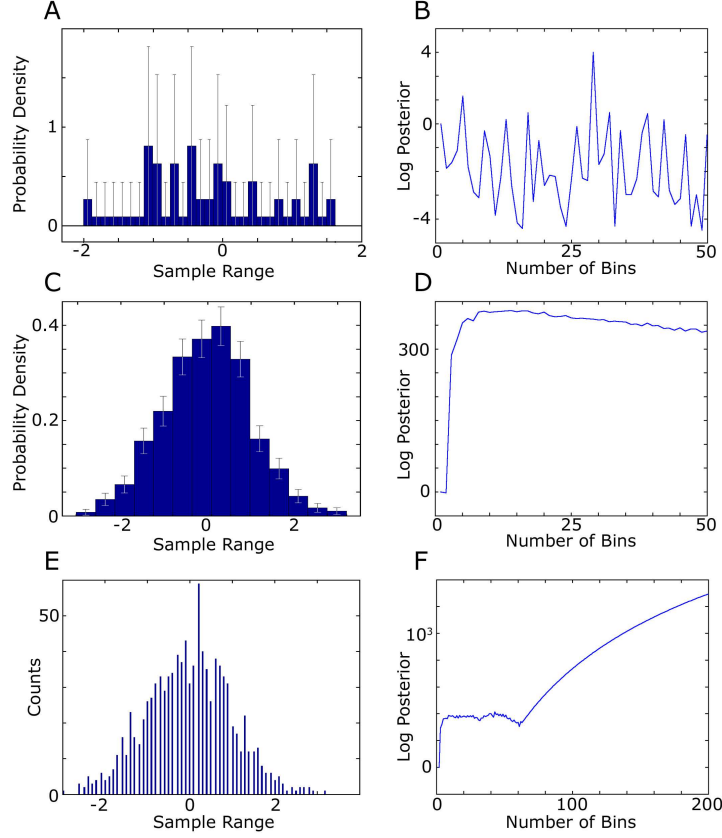 A
Probability Density
1
0
-2
-1
0
1
2
Sample Range
B
Log Posterior
4
0
-4
0
25
50
Number of Bins
C
Probability Density
0.4
0.2
0
-2
0
2
Sample Range
D
Log Posterior
300
0
0
25
50
Number of Bins
E
Counts
50
0
-2
0
2
Sample Range
F
Log Posterior
10³
0
0
100
200
Number of Bins